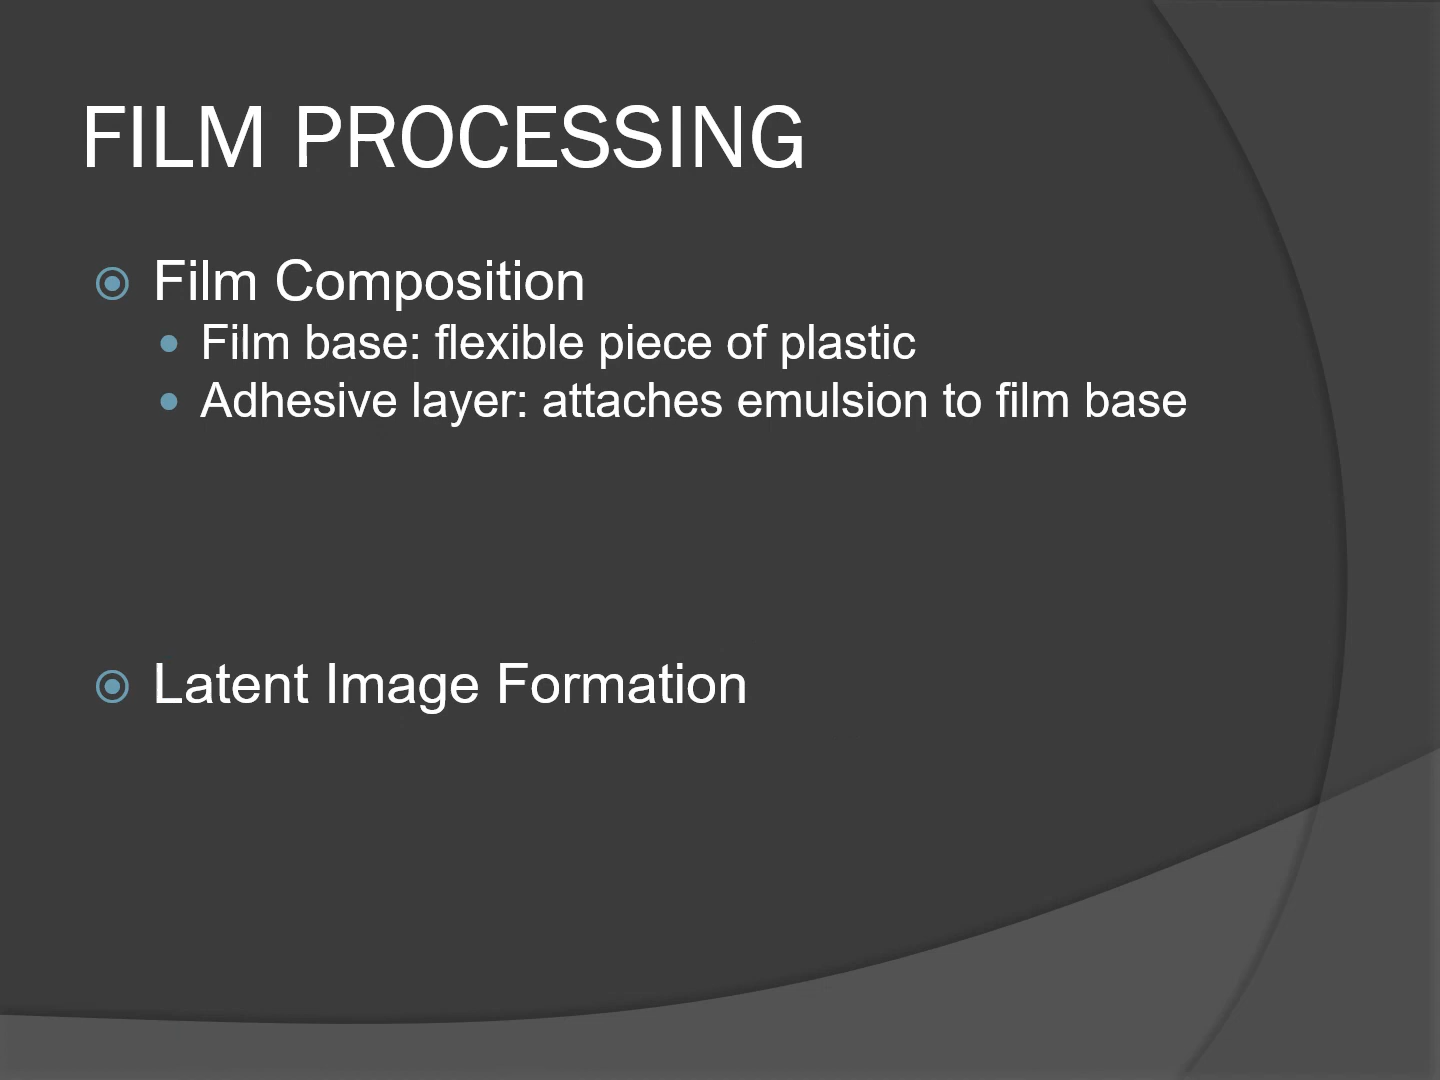 FILM PROCESSING
Film Composition
Film base: flexible piece of plastic
Adhesive layer: attaches emulsion to film base
Latent Image Formation